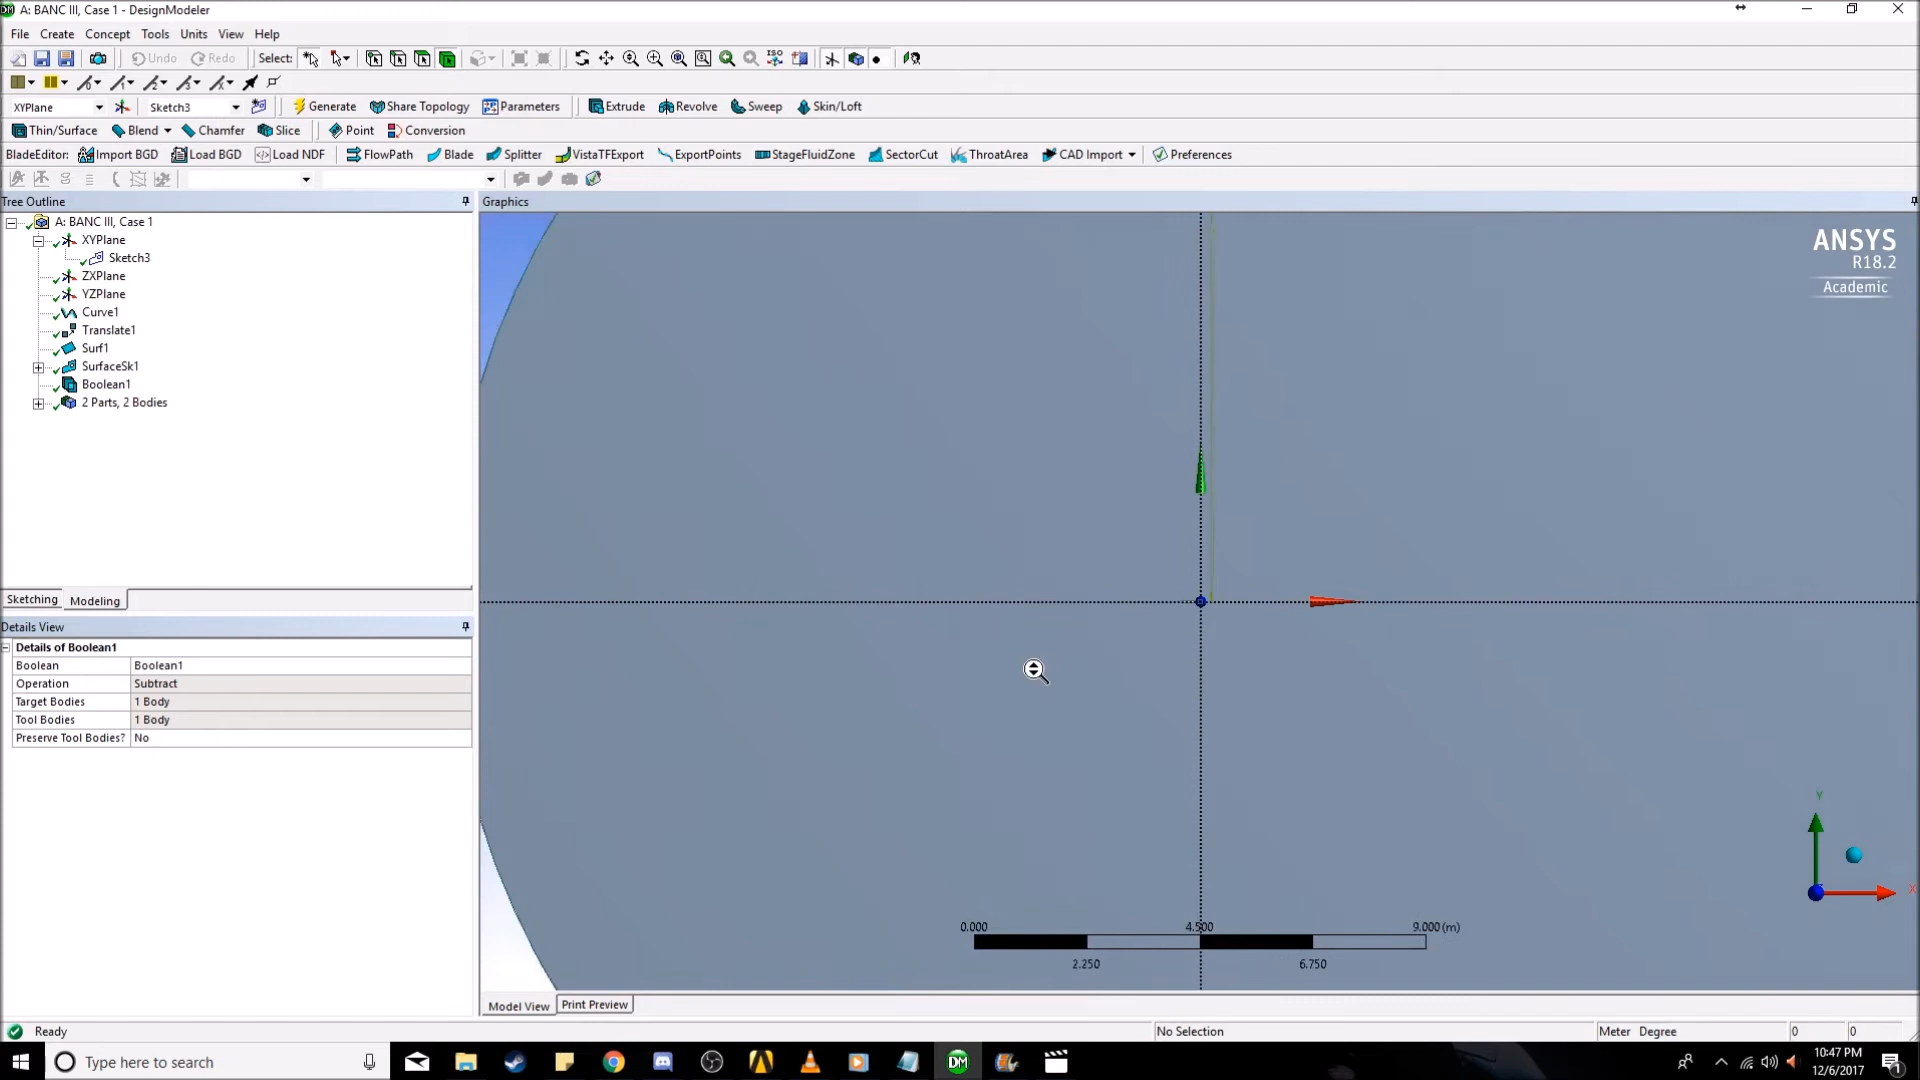 A: BANC III, Case 1 - DesignModeler
File Create Concept Tools Units View Help
Undo Redo Select: ISO
XYPlane Sketch3 Generate Share Topology Parameters Extrude Revolve Sweep Skin/Loft
Thin/Surface Blend Chamfer Slice Point Conversion
BladeEditor: Import BGD Load BGD Load NDF FlowPath Blade Splitter VistaTFExport ExportPoints StageFluidZone SectorCut ThroatArea CAD Import Preferences
Tree Outline
Graphics
A: BANC III, Case 1
XYPlane
Sketch3
ZXPlane
YZPlane
Curve1
Translate1
Surf1
SurfaceSk1
Boolean1
2 Parts, 2 Bodies
ANSYS
R18.2
Academic
Sketching Modeling
Details View
Details of Boolean1
Boolean Boolean1
Operation Subtract
Target Bodies 1 Body
Tool Bodies 1 Body
Preserve Tool Bodies? No
Y
X
0.000 4.500 9.000 (m)
2.250 6.750
Model View Print Preview
Ready No Selection Meter Degree 0 0
Type here to search DM 10:47 PM
12/6/2017 1